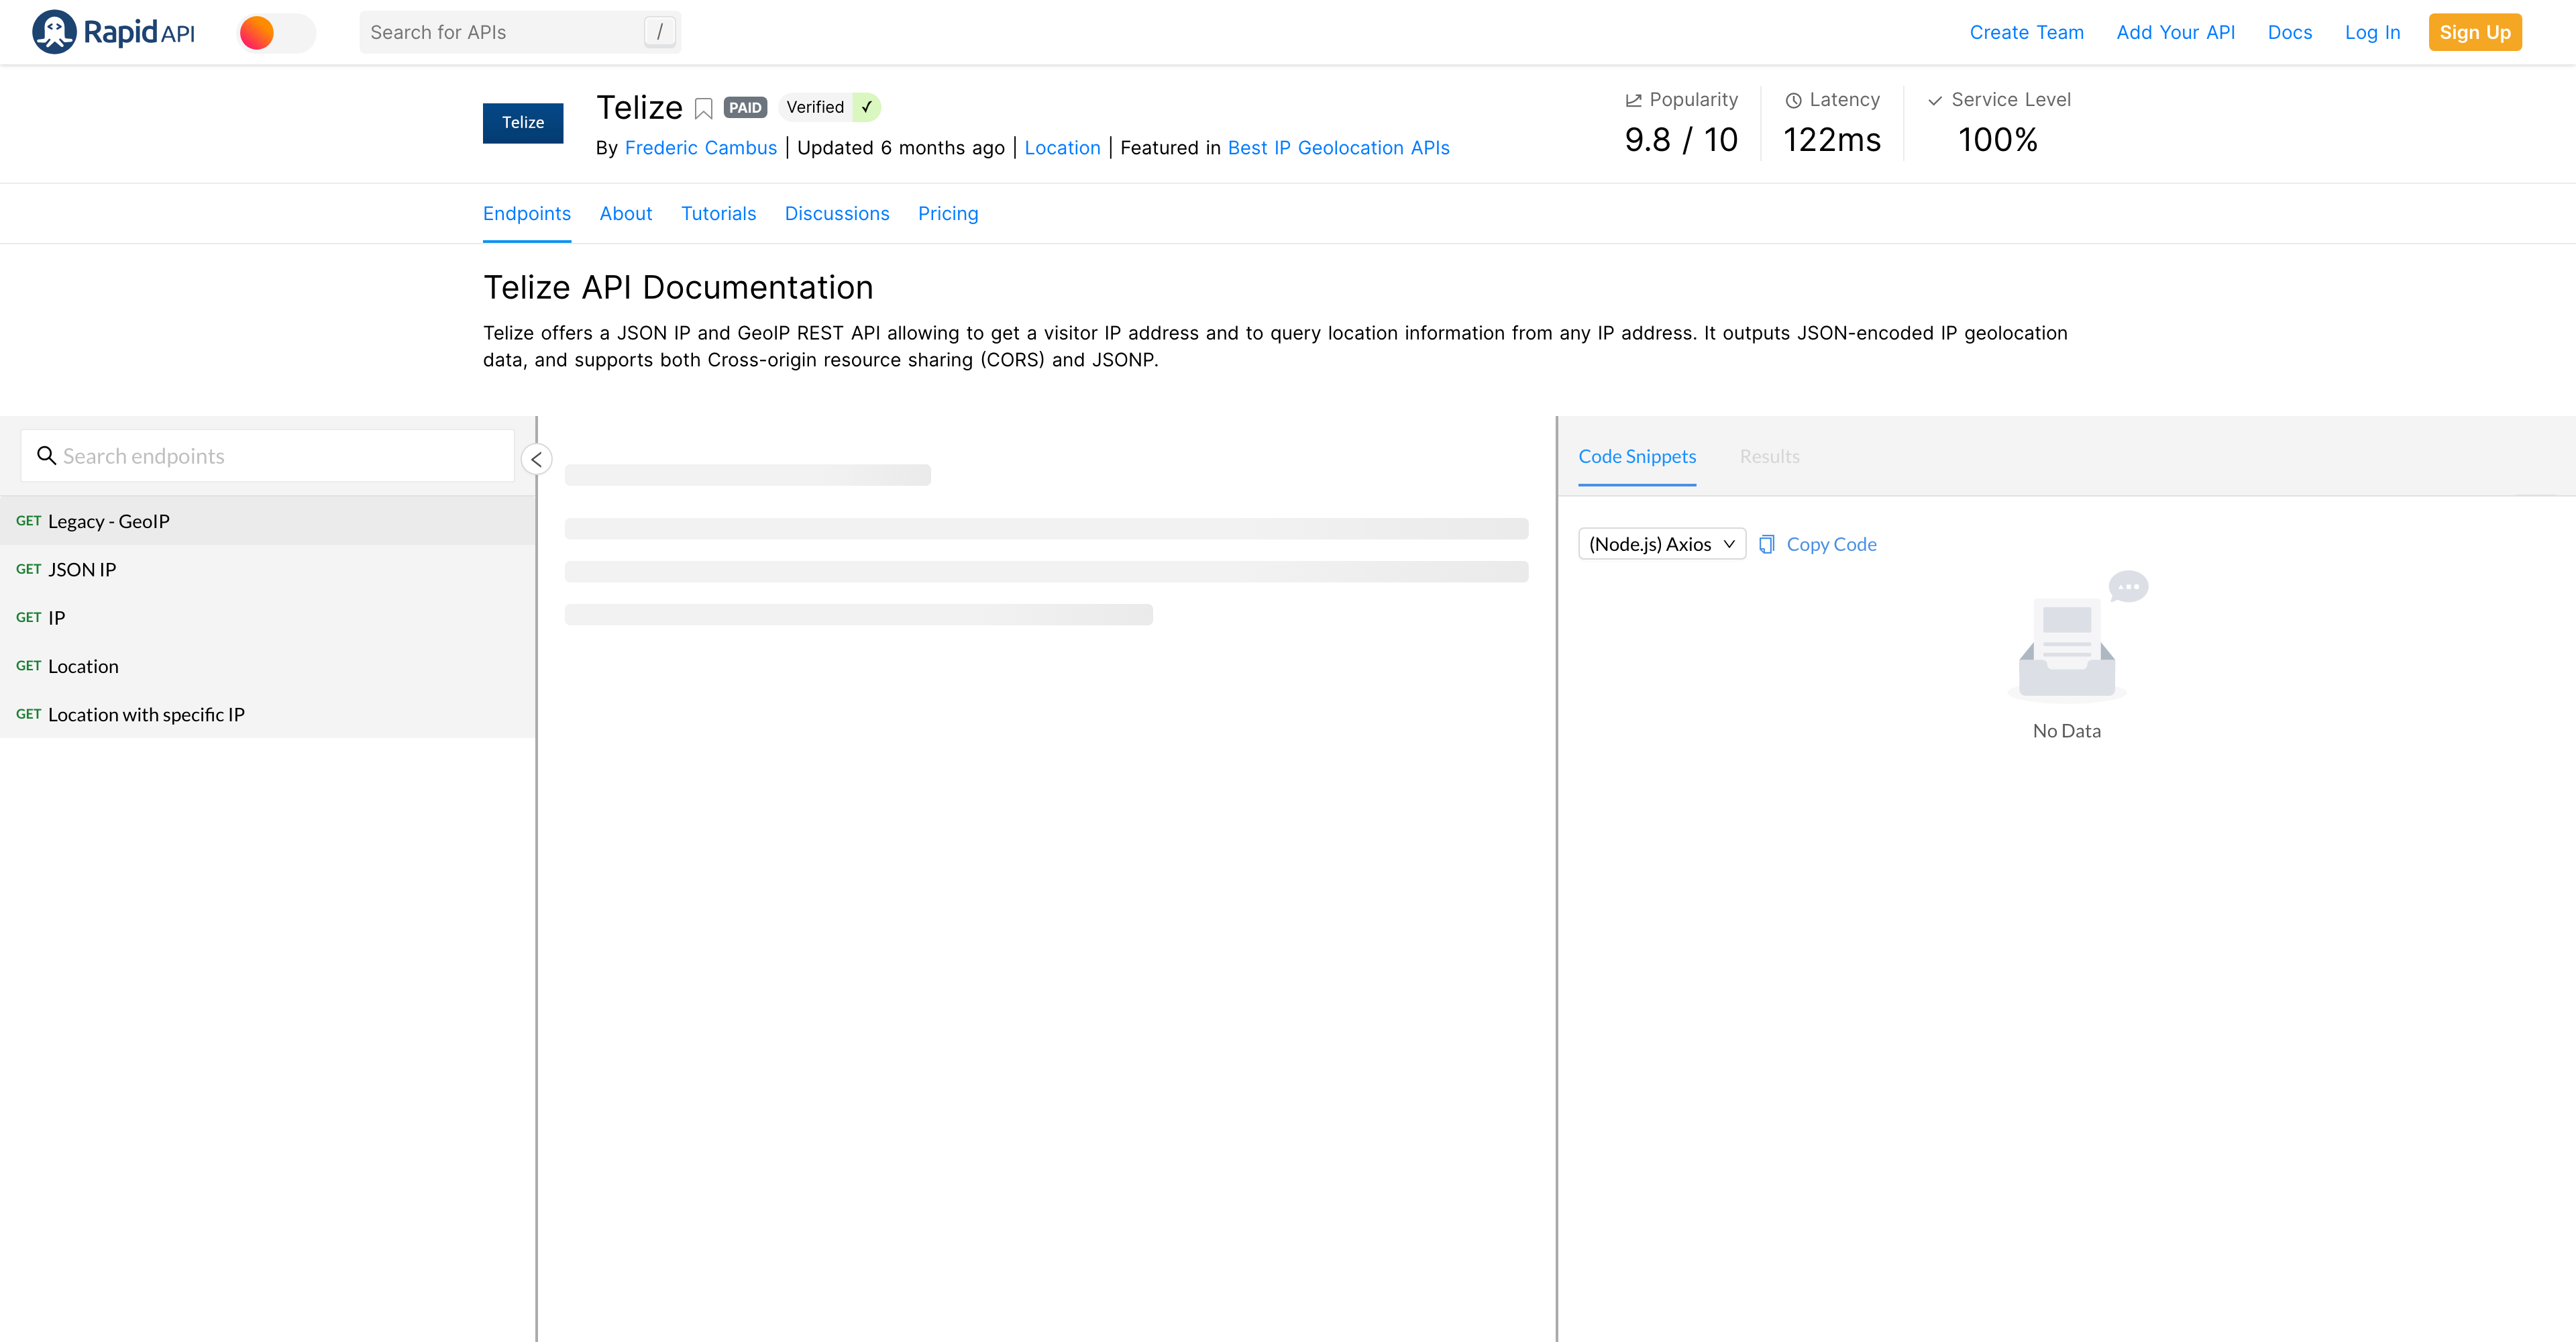 RapidAPI
Search for APIs /
Create Team Add Your API Docs Log In Sign Up
Telize
Telize PAID Verified ✓
By Frederic Cambus | Updated 6 months ago | Location | Featured in Best IP Geolocation APIs
Popularity Latency Service Level
9.8 / 10 122ms 100%
Endpoints About Tutorials Discussions Pricing
Telize API Documentation
Telize offers a JSON IP and GeoIP REST API allowing to get a visitor IP address and to query location information from any IP address. It outputs JSON-encoded IP geolocation
data, and supports both Cross-origin resource sharing (CORS) and JSONP.
Search endpoints
GET Legacy - GeoIP
GET JSON IP
GET IP
GET Location
GET Location with specific IP
Code Snippets Results
(Node.js) Axios Copy Code
No Data